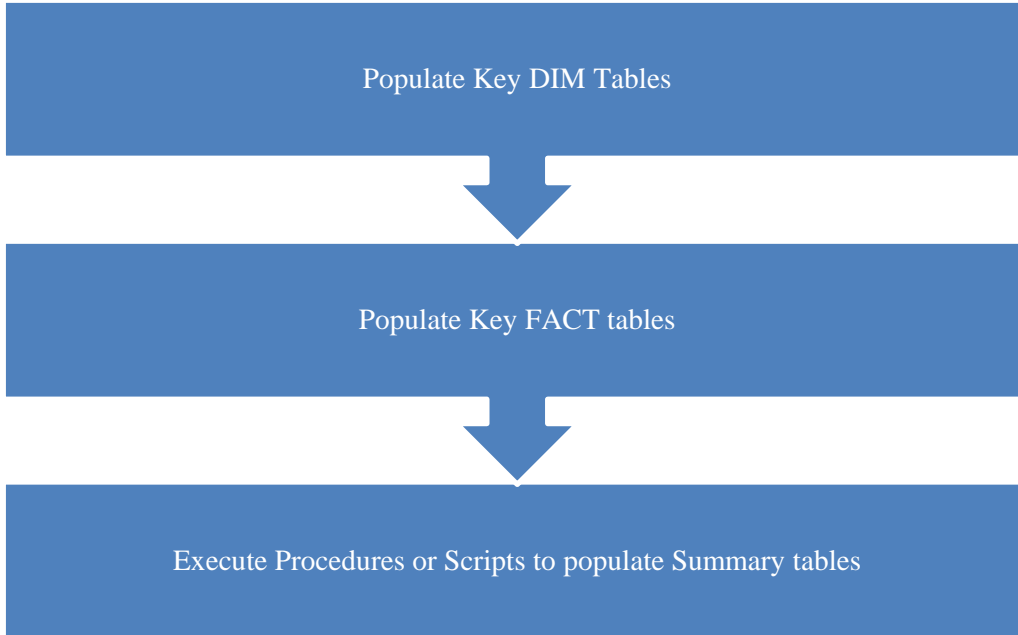 Populate Key DIM Tables
Populate Key FACT tables
Execute Procedures or Scripts to populate Summary tables